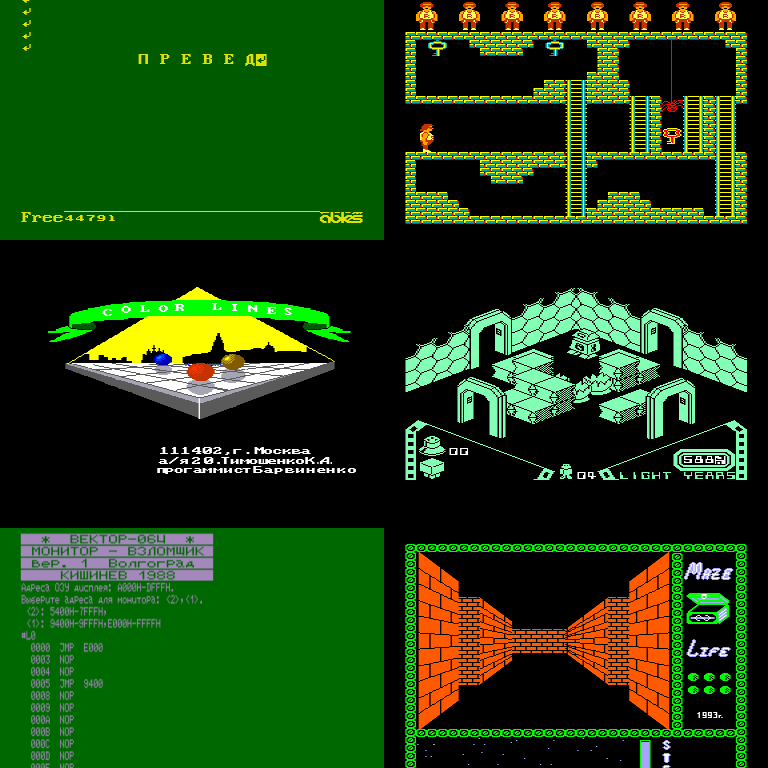 ПРЕВЕД
Free44791
ables
COLOR LINES
111402,г.Москва
а/я20.ТимошенкоК.А.
прогаммистБарвиненко
00
04
LIGHT YEARS
* ВЕКТОР-06Ц *
МОНИТОР - ВЗЛОМЩИК
Вер. 1 Волгоград
КИШИНЕВ 1988
Адреса ОЗУ дисплея: A000H-DFFFH.
Выберите адреса для монитора: (2),(1).
(2): 5400H-7FFFH,
(1): 9400H-9FFFH,E000H-FFFFH
*L0
0000 JMP E000
0003 NOP
0004 NOP
0005 JMP 9400
0008 NOP
0009 NOP
000A NOP
000B NOP
000C NOP
000D NOP
MAZE
LIFE
1993г.
S
T